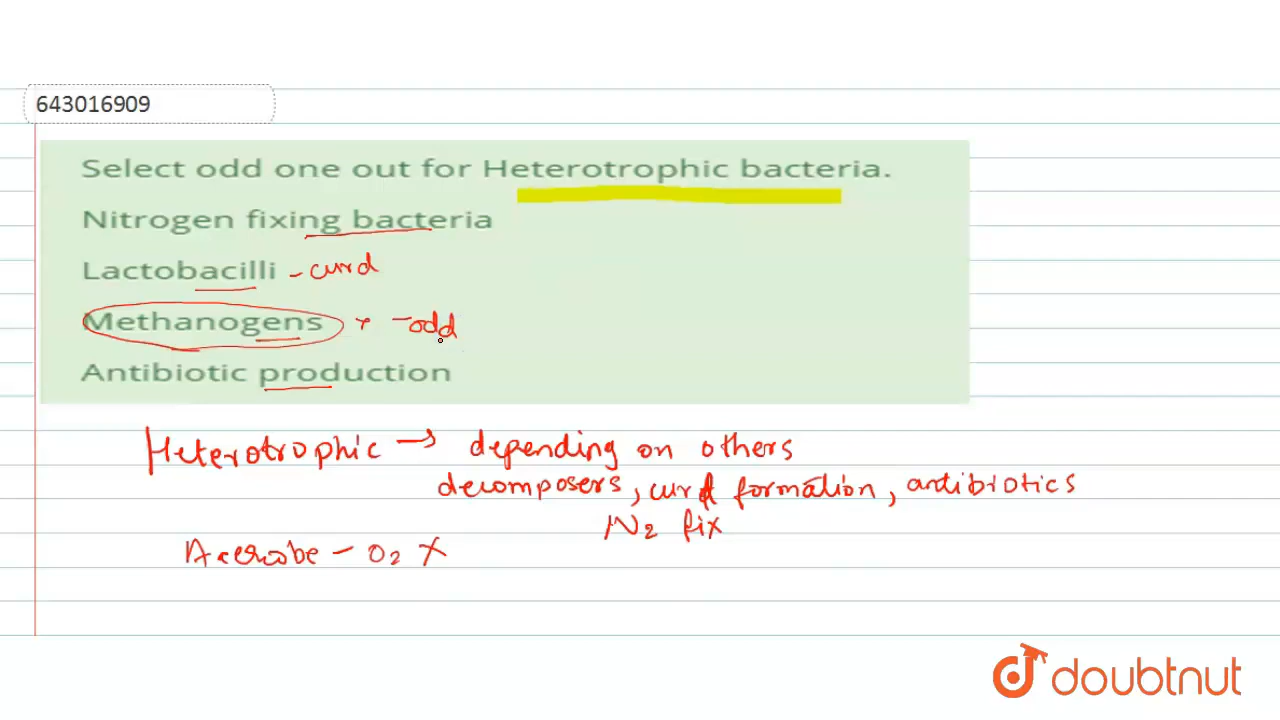 643016909
Select odd one out for Heterotrophic bacteria.
Nitrogen fixing bacteria
Lactobacilli - curd
Methanogens x - odd
Antibiotic production
Heterotrophic → depending on others
decomposers, curd formation, antibiotics
N2 fix
Aerobe - O2 X
doubtnut